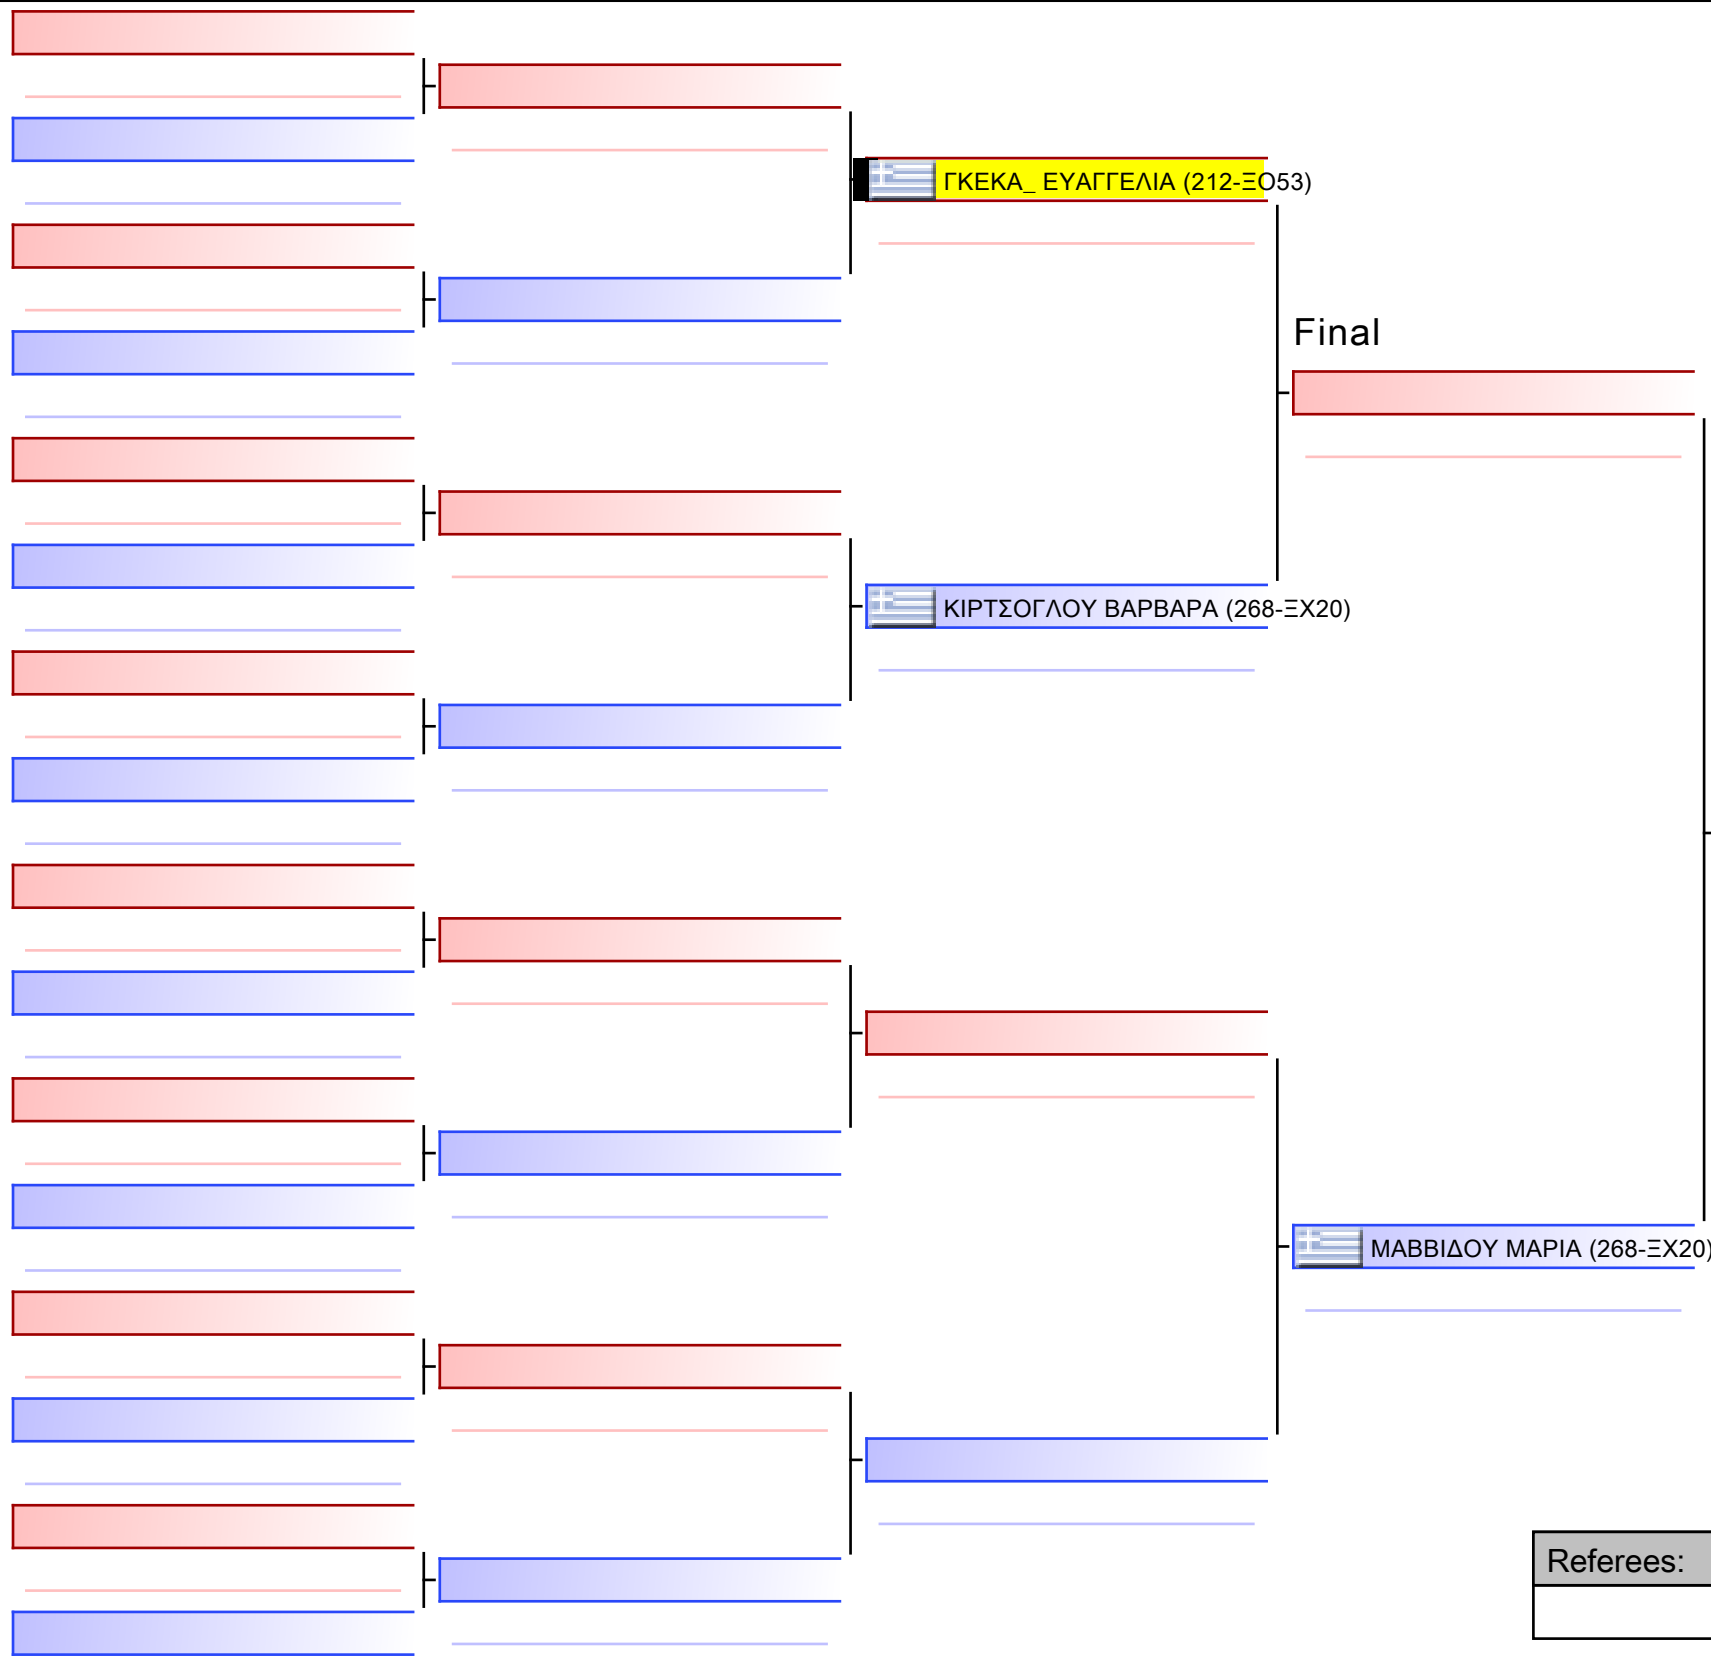 ΓΚΕΚΑ_ ΕΥΑΓΓΕΛΙΑ (212-ΞΟ53)
Final
ΚΙΡΤΣΟΓΛΟΥ ΒΑΡΒΑΡΑ (268-ΞΧ20)
ΜΑΒΒΙΔΟΥ ΜΑΡΙΑ (268-ΞΧ20)
Referees: